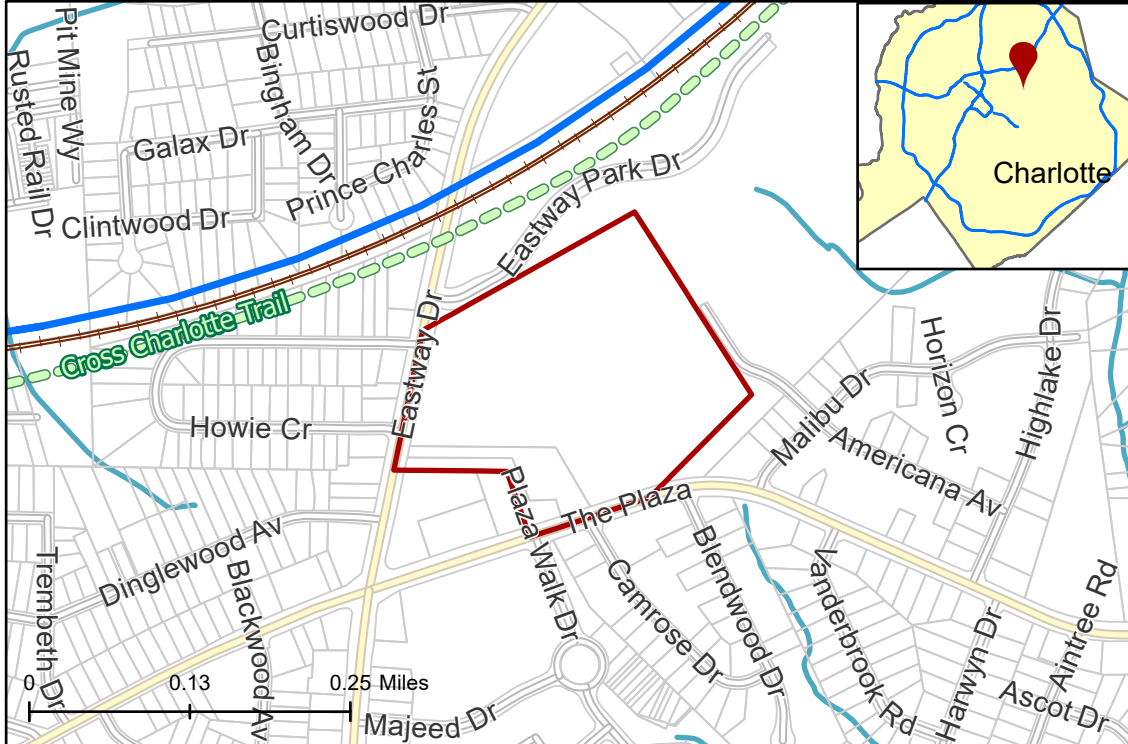 Pit Mine Wy
Rusted Rail Dr
Curtiswood Dr
Bingham Dr
Galax Dr
Prince Charles St
Clintwood Dr
Charlotte
Eastway Park Dr
Cross Charlotte Trail
Eastway Dr
Howie Cr
Malibu Dr
Horizon Cr
Highlake Dr
Americana Av
Plaza Walk Dr
The Plaza
Dinglewood Av
Trembeth Dr
Blackwood Av
Camrose Dr
Blendwood Dr
Vanderbrook Rd
Harwyn Dr
Aintree Rd
Ascot Dr
Majeed Dr
0 0.13 0.25 Miles